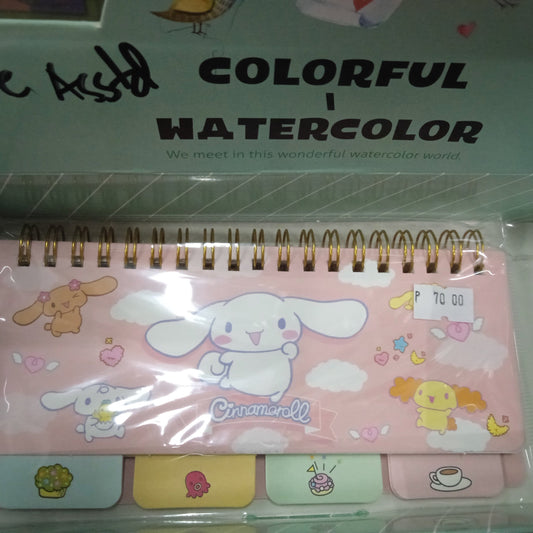 c Asstd
COLORFUL
-
WATERCOLOR
We meet in this wonderful watercolor world.
P 70 00
Cinnamoroll